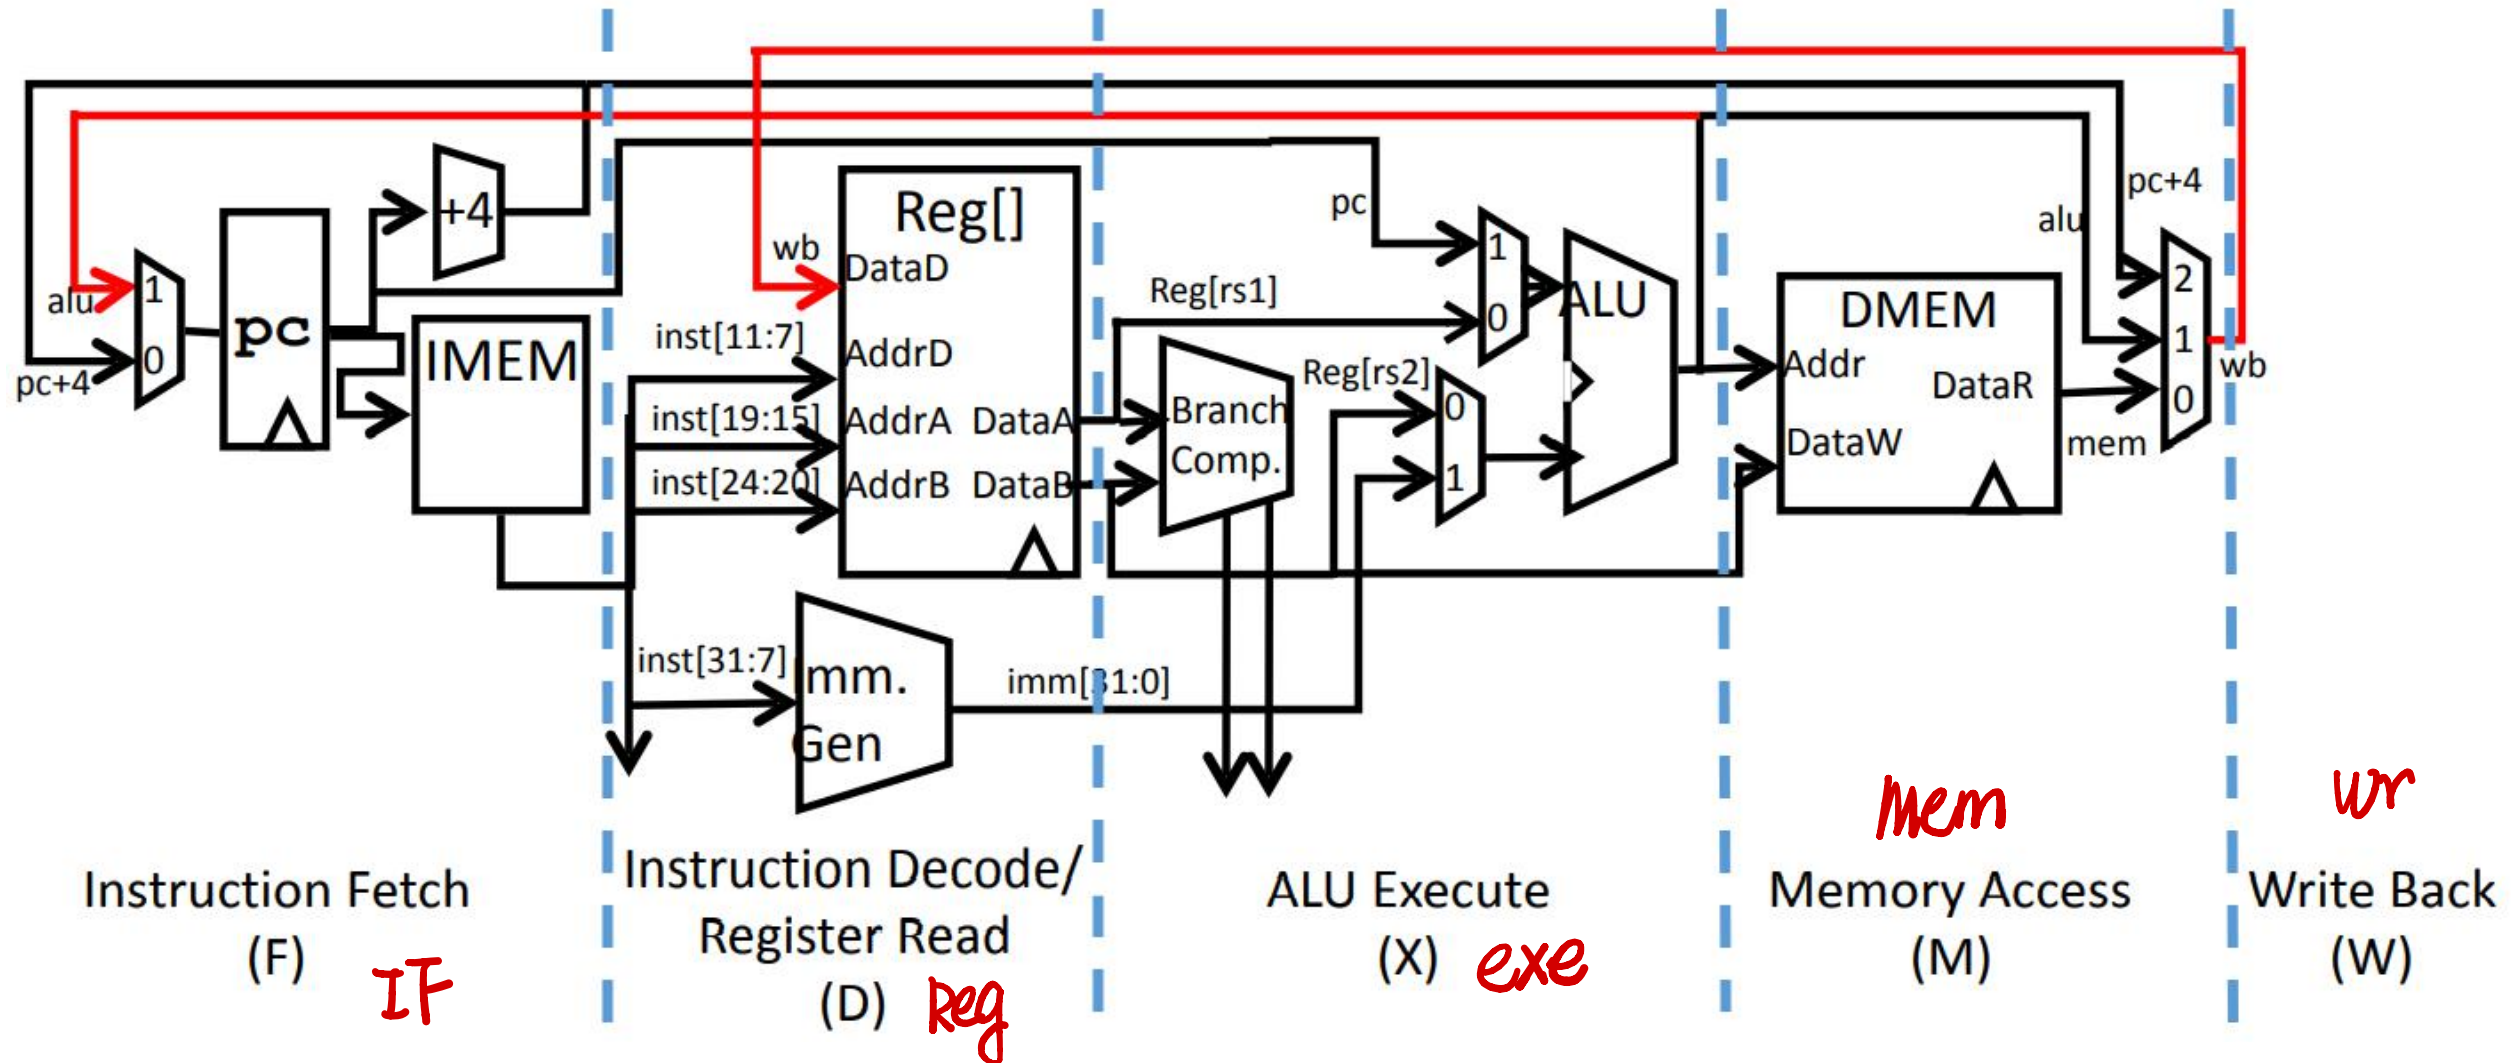 alu
pc+4
1
0
pc
+4
IMEM
wb
Reg[]
DataD
inst[11:7]
AddrD
inst[19:15]
AddrA
DataA
inst[24:20]
AddrB
DataB
inst[31:7]
Imm.
Gen
imm[31:0]
pc
Reg[rs1]
Branch
Comp.
Reg[rs2]
1
0
0
1
ALU
DMEM
Addr
DataR
DataW
pc+4
alu
mem
2
1
0
wb
Instruction Fetch
(F)
IF
Instruction Decode/
Register Read
(D)
Reg
ALU Execute
(X)
exe
Mem
Memory Access
(M)
wr
Write Back
(W)